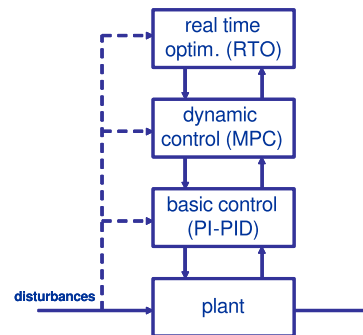 real time
optim. (RTO)
dynamic
control (MPC)
basic control
(PI-PID)
disturbances
plant